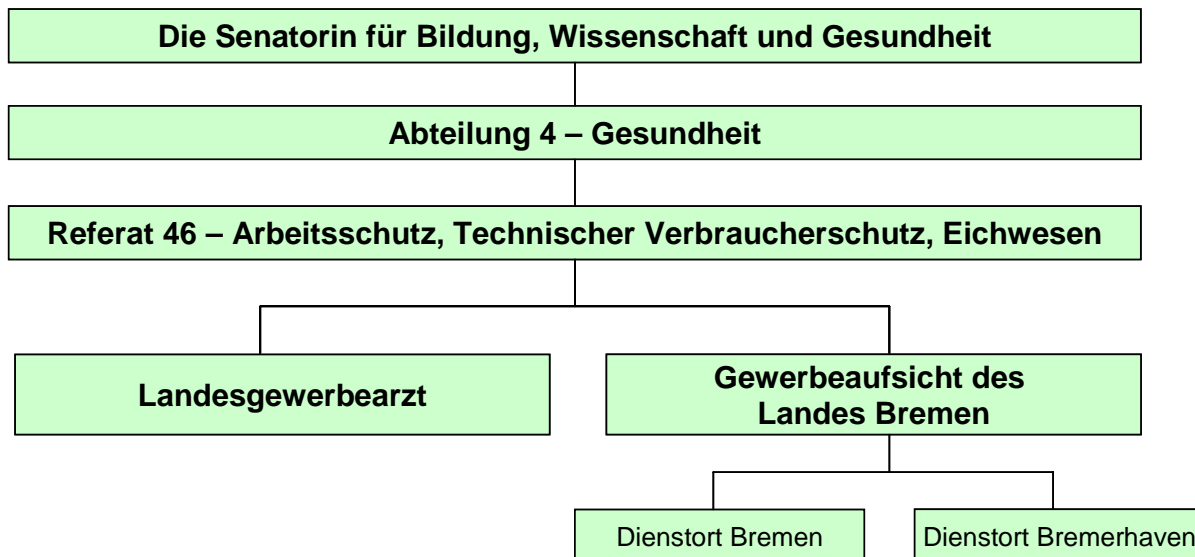 Die Senatorin für Bildung, Wissenschaft und Gesundheit
Abteilung 4 – Gesundheit
Referat 46 – Arbeitsschutz, Technischer Verbraucherschutz, Eichwesen
Landesgewerbearzt
Gewerbeaufsicht des
Landes Bremen
Dienstort Bremen
Dienstort Bremerhaven